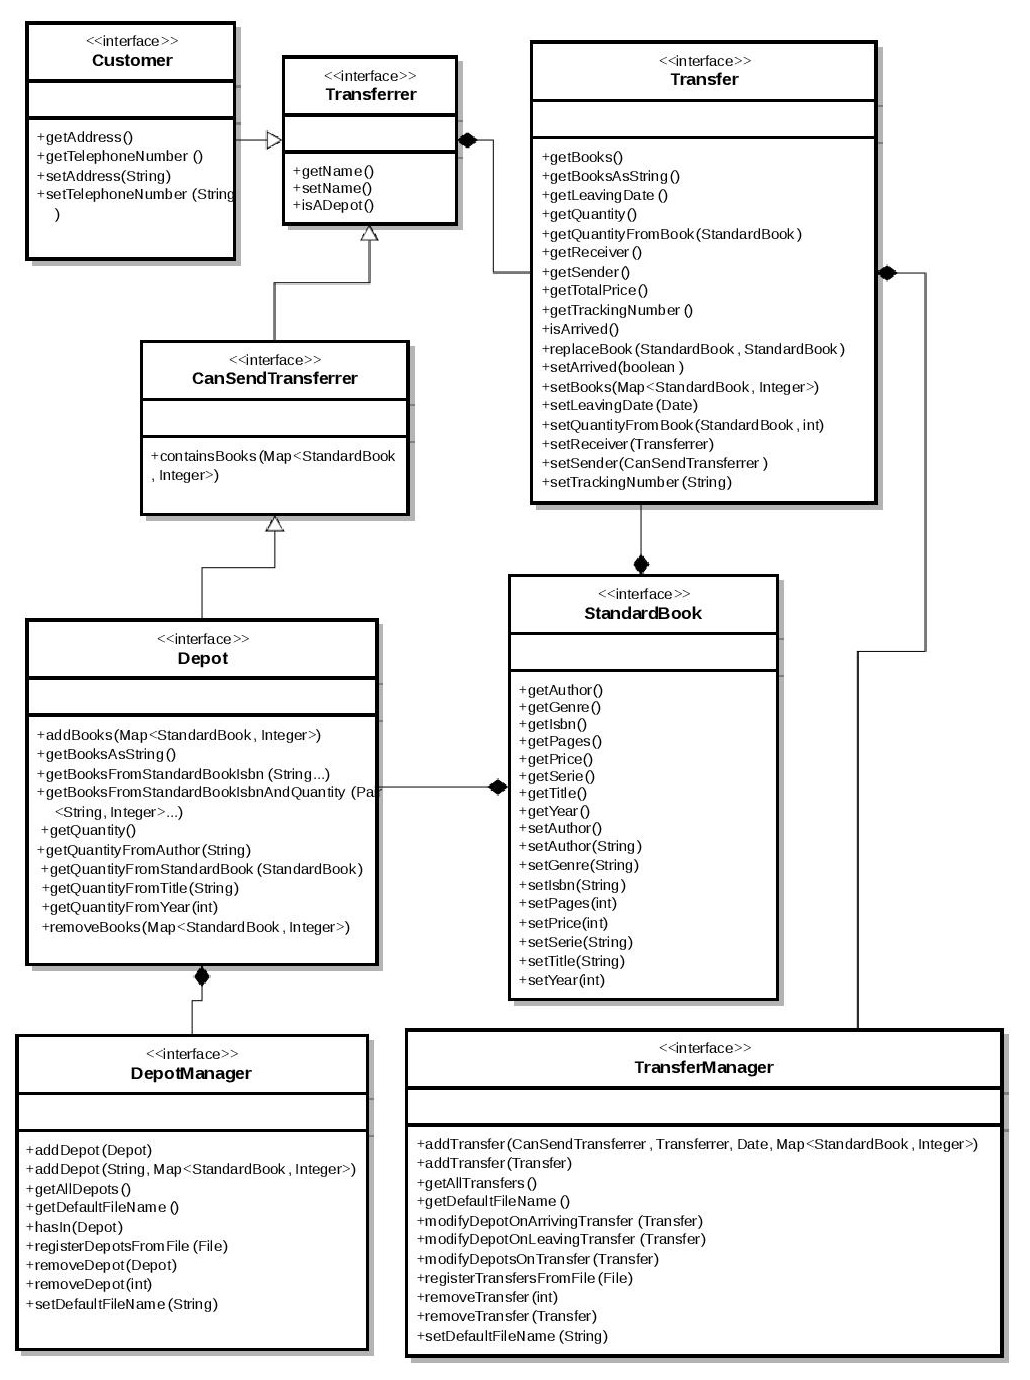 <<interface>>
Customer
+getAddress()
+getTelephoneNumber ()
+setAddress(String)
+setTelephoneNumber (String
)
<<interface>>
Transferrer
+getName()
+setName()
+isADepot()
<<interface>>
Transfer
+getBooks()
+getBooksAsString()
+getLeavingDate ()
+getQuantity()
+getQuantityFromBook(StandardBook)
+getReceiver()
+getSender()
+getTotalPrice()
+getTrackingNumber ()
+isArrived()
+replaceBook(StandardBook, StandardBook)
+setArrived(boolean )
+setBooks(Map<StandardBook, Integer>)
+setLeavingDate(Date)
+setQuantityFromBook(StandardBook, int)
+setReceiver(Transferrer)
+setSender(CanSendTransferrer )
+setTrackingNumber(String)
<<interface>>
CanSendTransferrer
+containsBooks(Map<StandardBook
, Integer>)
<<interface>>
StandardBook
+getAuthor()
+getGenre()
+getIsbn()
+getPages()
+getPrice()
+getSerie()
+getTitle()
+getYear()
+setAuthor()
+setAuthor(String)
+setGenre(String)
+setIsbn(String)
+setPages(int)
+setPrice(int)
+setSerie(String)
+setTitle(String)
+setYear(int)
<<interface>>
Depot
+addBooks(Map<StandardBook, Integer>)
+getBooksAsString()
+getBooksFromStandardBookIsbn (String...)
+getBooksFromStandardBookIsbnAndQuantity (Pai
<String, Integer>...)
+getQuantity()
+getQuantityFromAuthor(String)
+getQuantityFromStandardBook(StandardBook)
+getQuantityFromTitle(String)
+getQuantityFromYear(int)
+removeBooks(Map<StandardBook, Integer>)
<<interface>>
DepotManager
+addDepot(Depot)
+addDepot(String, Map<StandardBook, Integer>)
+getAllDepots()
+getDefaultFileName ()
+hasIn(Depot)
+registerDepotsFromFile (File)
+removeDepot(Depot)
+removeDepot(int)
+setDefaultFileName (String)
<<interface>>
TransferManager
+addTransfer(CanSendTransferrer, Transferrer, Date, Map<StandardBook, Integer>)
+addTransfer(Transfer)
+getAllTransfers()
+getDefaultFileName ()
+modifyDepotOnArrivingTransfer (Transfer)
+modifyDepotOnLeavingTransfer (Transfer)
+modifyDepotsOnTransfer(Transfer)
+registerTransfersFromFile (File)
+removeTransfer(int)
+removeTransfer(Transfer)
+setDefaultFileName (String)